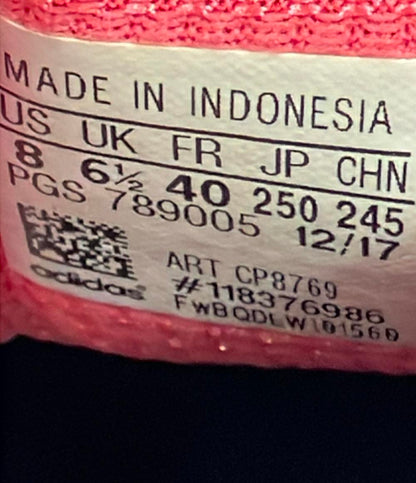 MADE IN INDONESIA
US UK FR JP CHN
8 6½ 40 250 245
PGS 789005 12/17
ART CP8769
#118376986
adidas FWBQDLW101560